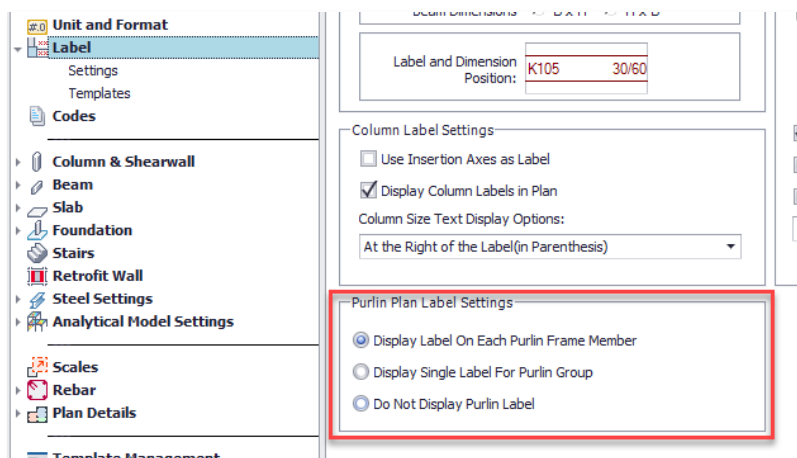 #.0 Unit and Format
Label
Settings
Templates
Codes
Column & Shearwall
Beam
Slab
Foundation
Stairs
Retrofit Wall
Steel Settings
Analytical Model Settings
Scales
Rebar
Plan Details
Template Management
Beam Dimensions
Label and Dimension
Position:
K105 30/60
Column Label Settings
Use Insertion Axes as Label
Display Column Labels in Plan
Column Size Text Display Options:
At the Right of the Label(in Parenthesis)
Purlin Plan Label Settings
Display Label On Each Purlin Frame Member
Display Single Label For Purlin Group
Do Not Display Purlin Label